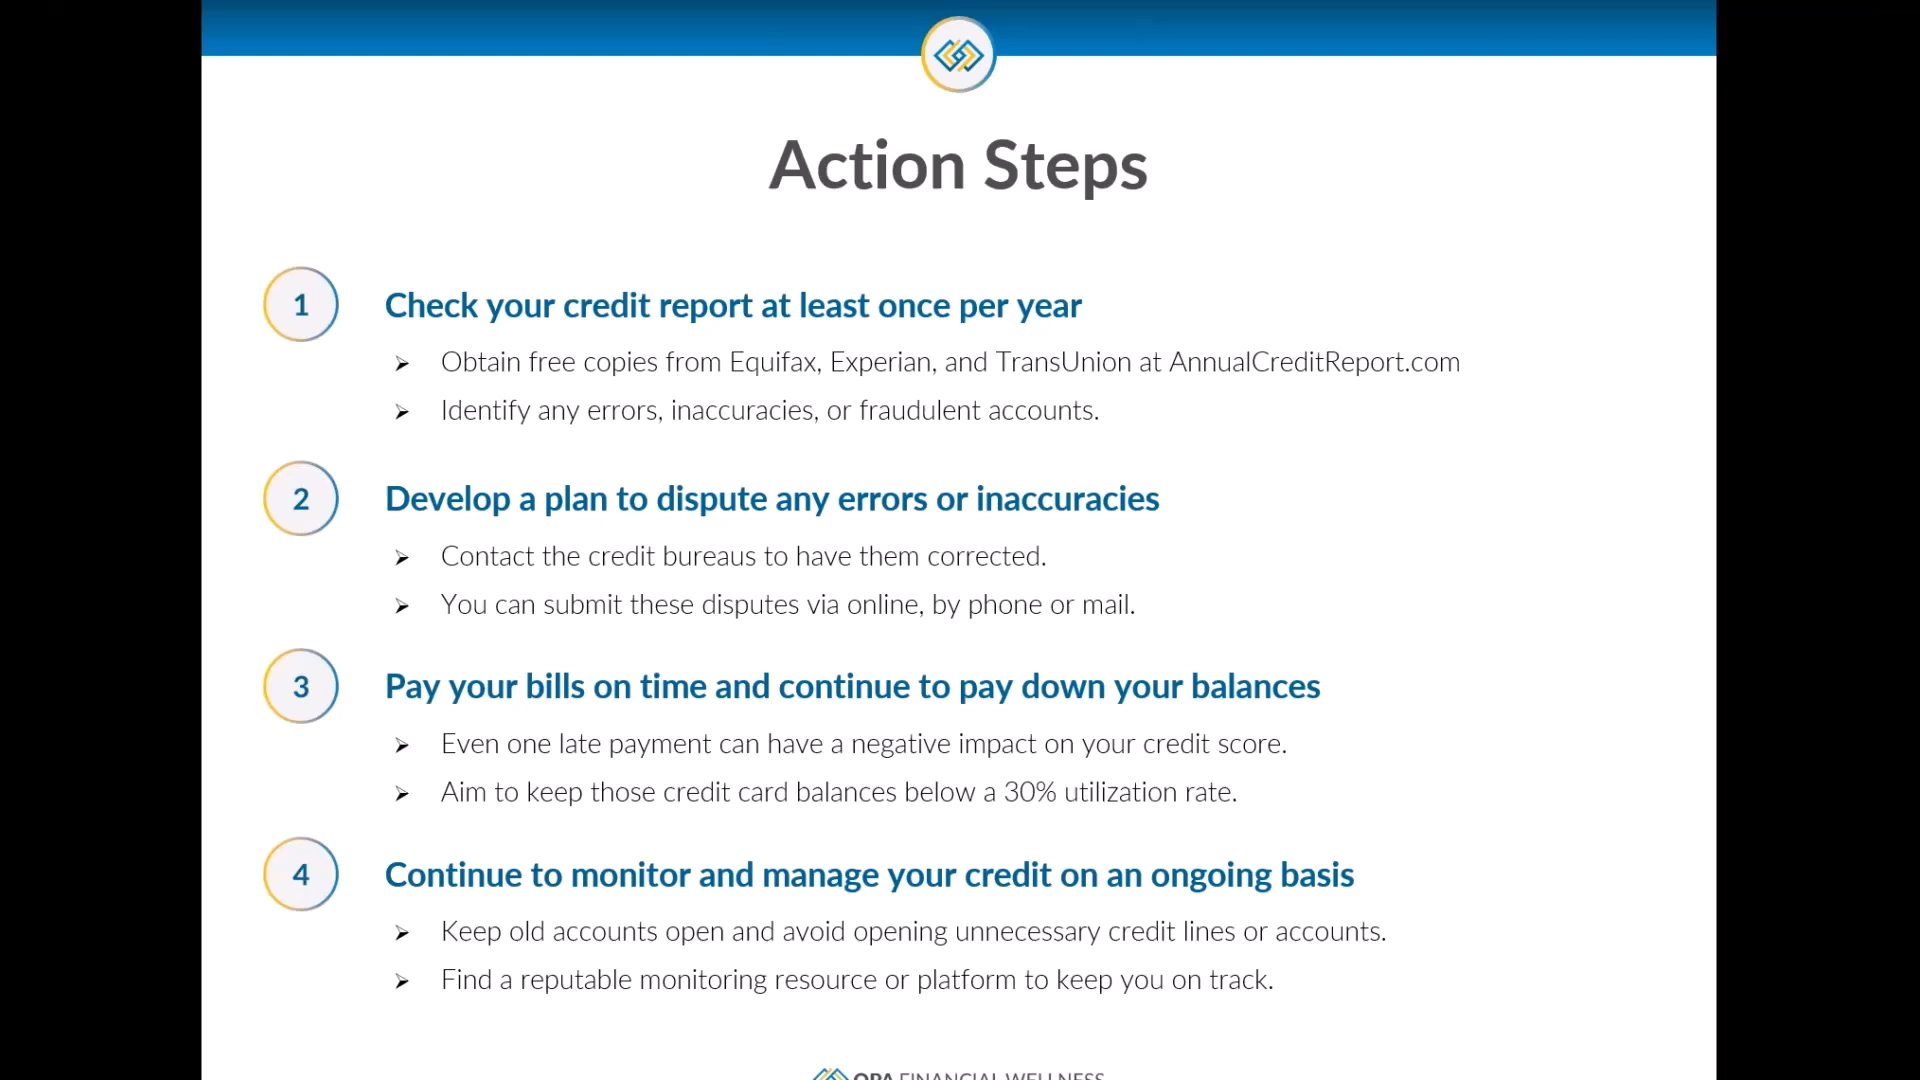 Action Steps
1
Check your credit report at least once per year
Obtain free copies from Equifax, Experian, and TransUnion at AnnualCreditReport.com
Identify any errors, inaccuracies, or fraudulent accounts.
2
Develop a plan to dispute any errors or inaccuracies
Contact the credit bureaus to have them corrected.
You can submit these disputes via online, by phone or mail.
3
Pay your bills on time and continue to pay down your balances
Even one late payment can have a negative impact on your credit score.
Aim to keep those credit card balances below a 30% utilization rate.
4
Continue to monitor and manage your credit on an ongoing basis
Keep old accounts open and avoid opening unnecessary credit lines or accounts.
Find a reputable monitoring resource or platform to keep you on track.
FINANCIAL WELLNESS